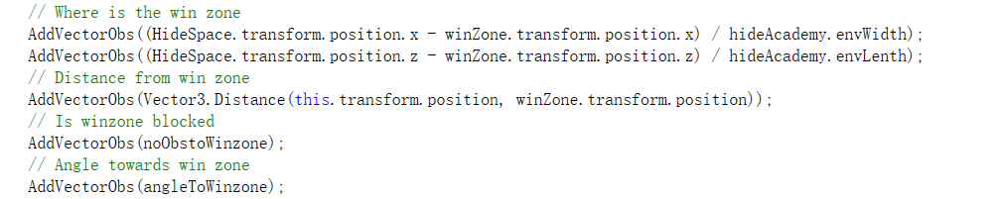 // Where is the win zone
AddVectorObs((HideSpace.transform.position.x - winZone.transform.position.x) / hideAcademy.envWidth);
AddVectorObs((HideSpace.transform.position.z - winZone.transform.position.z) / hideAcademy.envLenth);
// Distance from win zone
AddVectorObs(Vector3.Distance(this.transform.position, winZone.transform.position));
// Is winzone blocked
AddVectorObs(noObstoWinzone);
// Angle towards win zone
AddVectorObs(angleToWinzone);